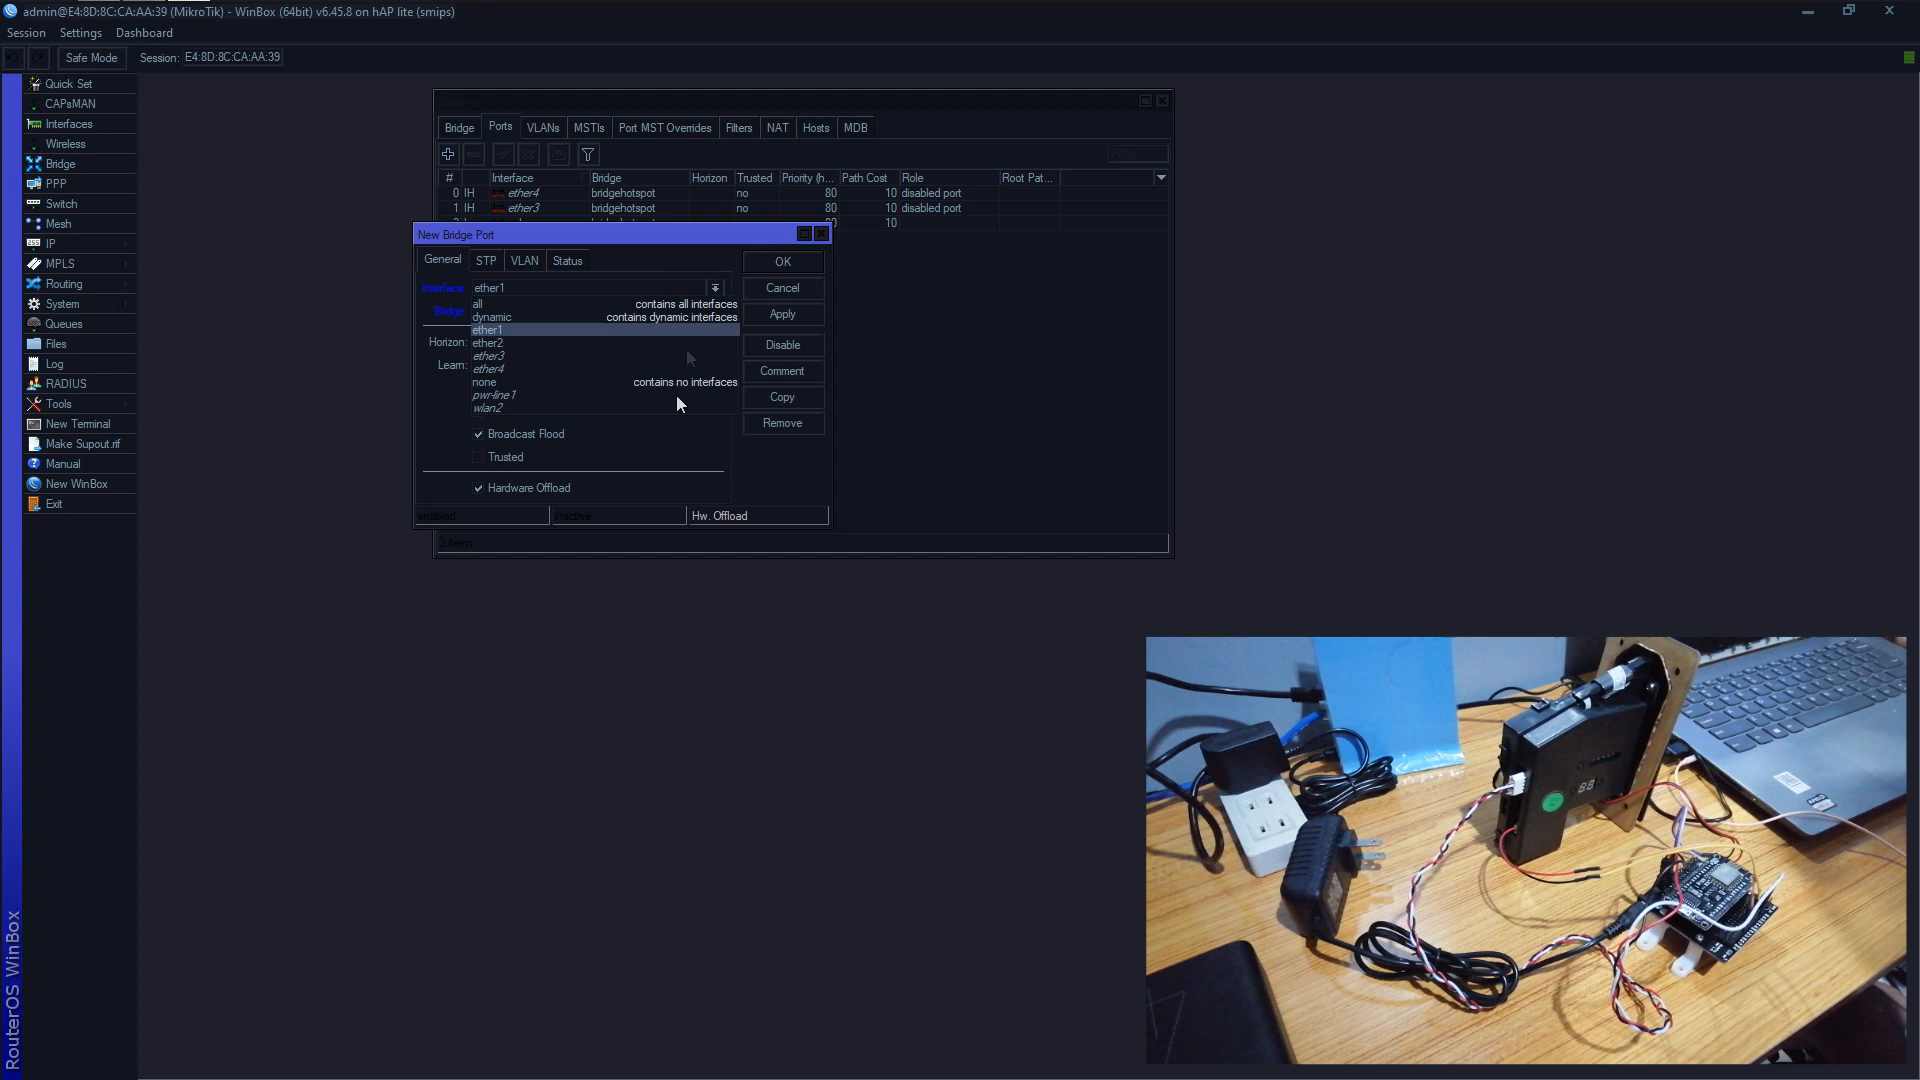 admin@E4:8D:8C:CA:AA:39 (MikroTik) - WinBox (64bit) v6.45.8 on hAP lite (smips)
Session Settings Dashboard
Safe Mode Session: E4:8D:8C:CA:AA:39
Quick Set
CAPsMAN
Interfaces
Wireless
Bridge
PPP
Switch
Mesh
IP
MPLS
Routing
System
Queues
Files
Log
RADIUS
Tools
New Terminal
Make Supout.rif
Manual
New WinBox
Exit
RouterOS WinBox
Bridge Ports VLANs MSTIs Port MST Overrides Filters NAT Hosts MDB
Find
# Interface Bridge Horizon Trusted Priority (h... Path Cost Role Root Pat...
0 IH ether4 bridgehotspot no 80 10 disabled port
1 IH ether3 bridgehotspot no 80 10 disabled port
80 10
New Bridge Port
General STP VLAN Status
Interface: ether1
all contains all interfaces
dynamic contains dynamic interfaces
ether1
ether2
ether3
ether4
none contains no interfaces
pwr-line1
wlan2
Bridge:
Horizon:
Learn:
Broadcast Flood
Trusted
Hardware Offload
OK
Cancel
Apply
Disable
Comment
Copy
Remove
enabled inactive Hw. Offload
3 items